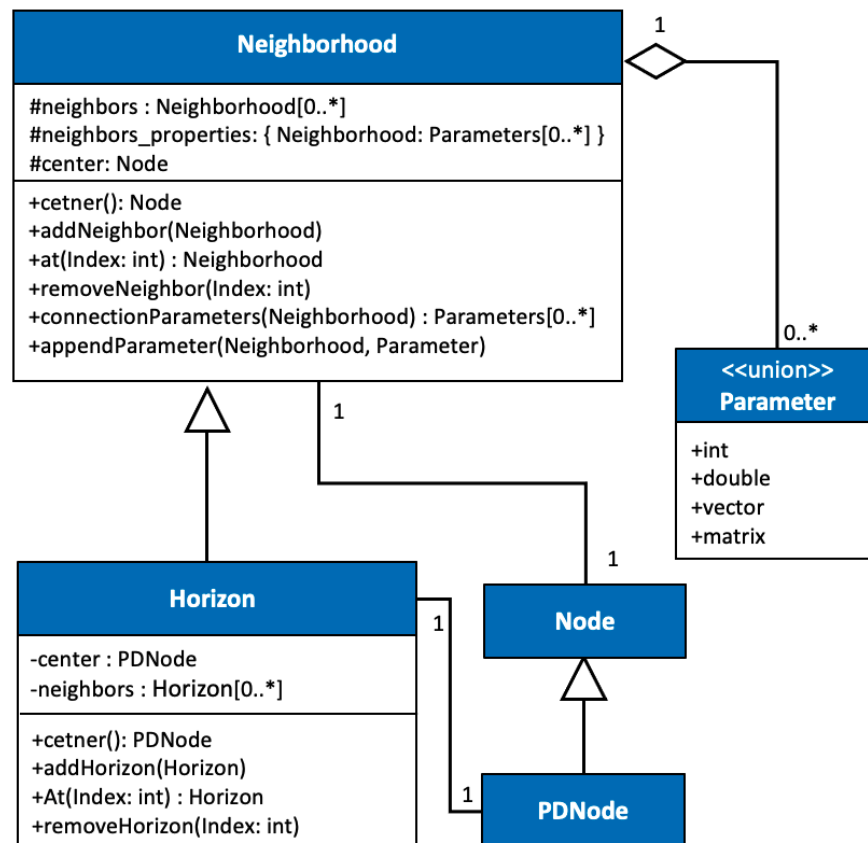 Neighborhood
#neighbors : Neighborhood[0..*]
#neighbors_properties: { Neighborhood: Parameters[0..*] }
#center: Node
+cetner(): Node
+addNeighbor(Neighborhood)
+at(Index: int) : Neighborhood
+removeNeighbor(Index: int)
+connectionParameters(Neighborhood) : Parameters[0..*]
+appendParameter(Neighborhood, Parameter)
1
0..*
<<union>>
Parameter
+int
+double
+vector
+matrix
1
1
Horizon
-center : PDNode
-neighbors : Horizon[0..*]
+cetner(): PDNode
+addHorizon(Horizon)
+At(Index: int) : Horizon
+removeHorizon(Index: int)
1
1
Node
PDNode